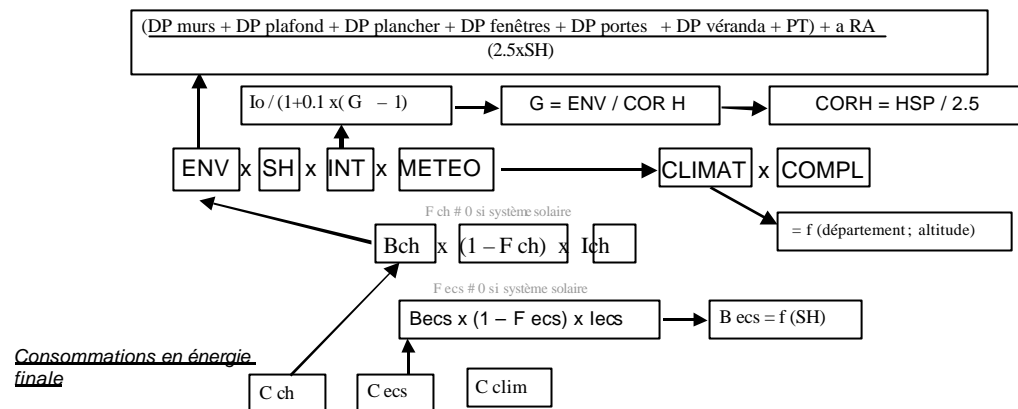 (DP murs + DP plafond + DP plancher + DP fenêtres + DP portes + DP véranda + PT) + a RA
(2.5xSH)
Io / (1+0.1 x( G – 1)
G = ENV / COR H
CORH = HSP / 2.5
ENV x SH x INT x METEO
CLIMAT x COMPL
F ch # 0 si système solaire
= f (département; altitude)
Bch x (1 – F ch) x Ich
F ecs # 0 si système solaire
Becs x (1 – F ecs) x Iecs
B ecs = f (SH)
Consommations en énergie
finale
C ch
C ecs
C clim